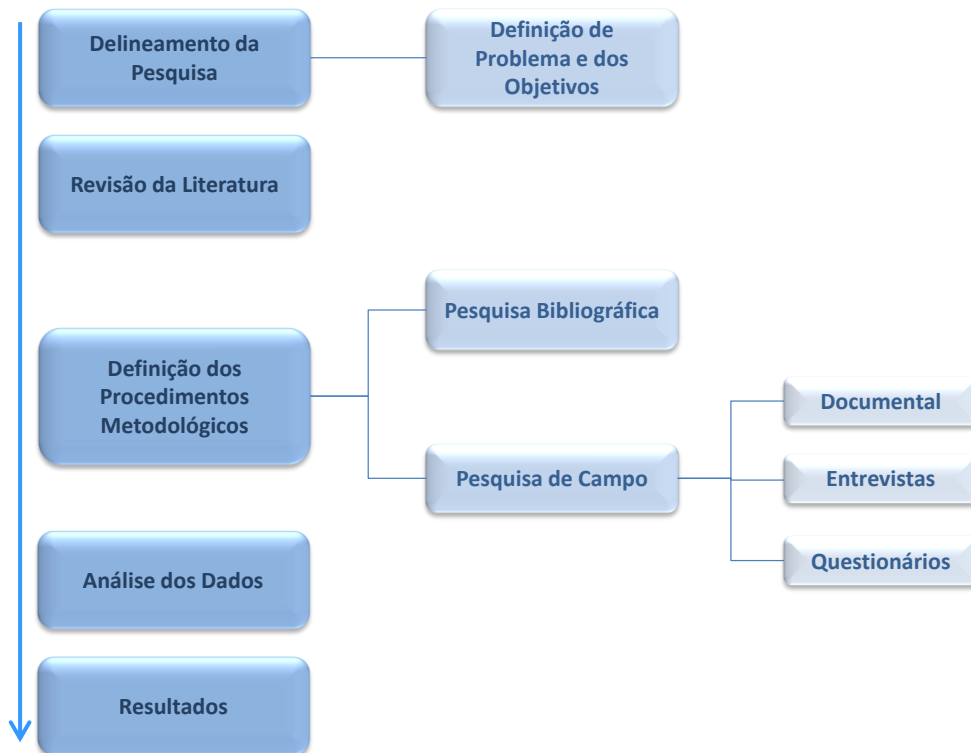 Delineamento da
Pesquisa
Definição de
Problema e dos
Objetivos
Revisão da Literatura
Definição dos
Procedimentos
Metodológicos
Pesquisa Bibliográfica
Pesquisa de Campo
Documental
Entrevistas
Questionários
Análise dos Dados
Resultados